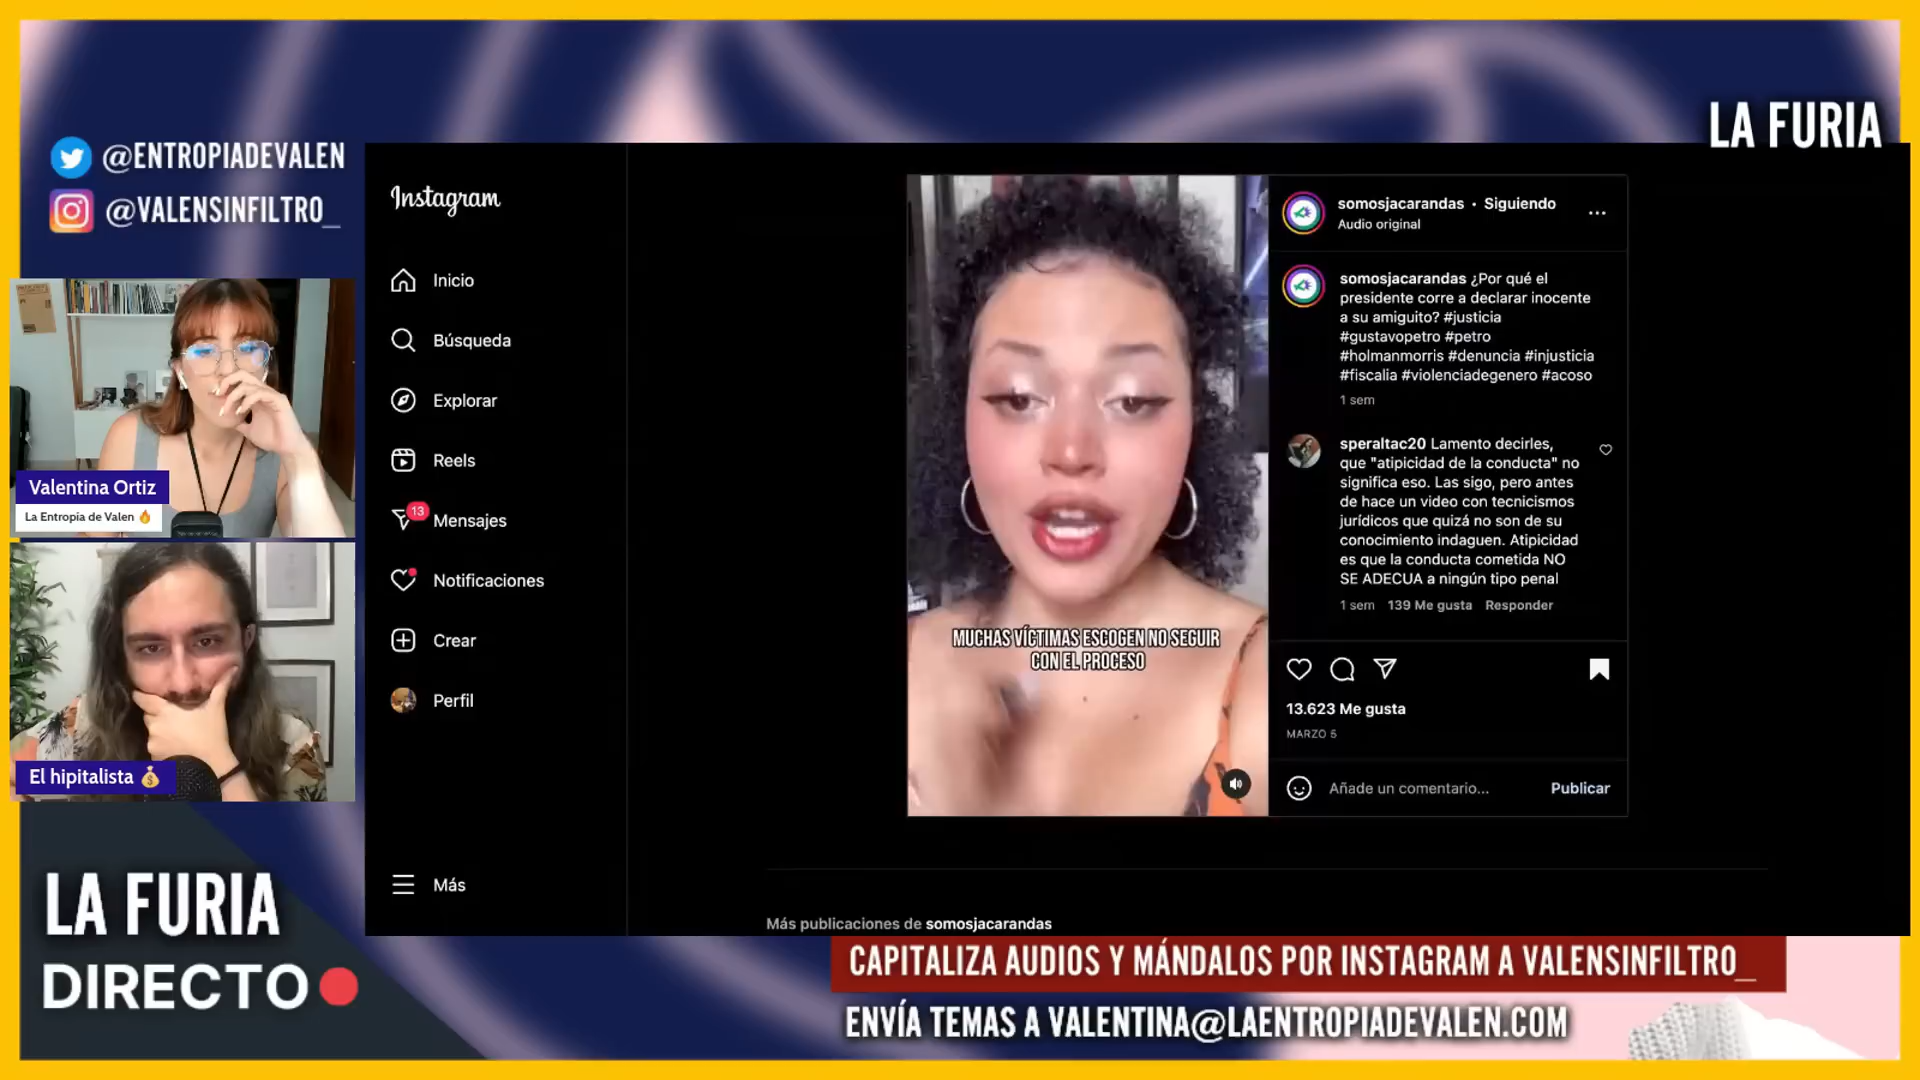 LA FURIA
@ENTROPIADEVALEN
@VALENSINFILTRO_
Valentina Ortiz
La Entropía de Valen 🔥
El hipitalista 💰
LA FURIA
DIRECTO
Instagram
Inicio
Búsqueda
Explorar
Reels
13
Mensajes
Notificaciones
Crear
Perfil
Más
MUCHAS VÍCTIMAS ESCOGEN NO SEGUIR
CON EL PROCESO
somosjacarandas • Siguiendo
Audio original
somosjacarandas ¿Por qué el
presidente corre a declarar inocente
a su amiguito? #justicia
#gustavopetro #petro
#holmanmorris #denuncia #injusticia
#fiscalia #violenciadegenero #acoso
1 sem
speraltac20 Lamento decirles,
que "atipicidad de la conducta" no
significa eso. Las sigo, pero antes
de hace un video con tecnicismos
jurídicos que quizá no son de su
conocimiento indaguen. Atipicidad
es que la conducta cometida NO
SE ADECUA a ningún tipo penal
1 sem 139 Me gusta Responder
13.623 Me gusta
MARZO 5
Añade un comentario... Publicar
Más publicaciones de somosjacarandas
CAPITALIZA AUDIOS Y MÁNDALOS POR INSTAGRAM A VALENSINFILTRO_
ENVÍA TEMAS A VALENTINA@LAENTROPIADEVALEN.COM